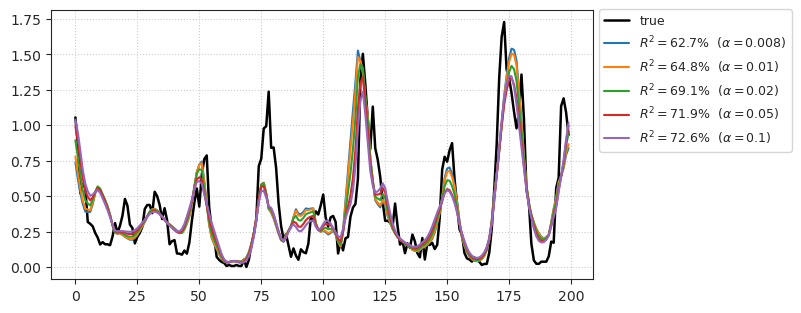 1.75
1.50
1.25
1.00
0.75
0.50
0.25
0.00
0
25
50
75
100
125
150
175
200
true
R² = 62.7% (α = 0.008)
R² = 64.8% (α = 0.01)
R² = 69.1% (α = 0.02)
R² = 71.9% (α = 0.05)
R² = 72.6% (α = 0.1)